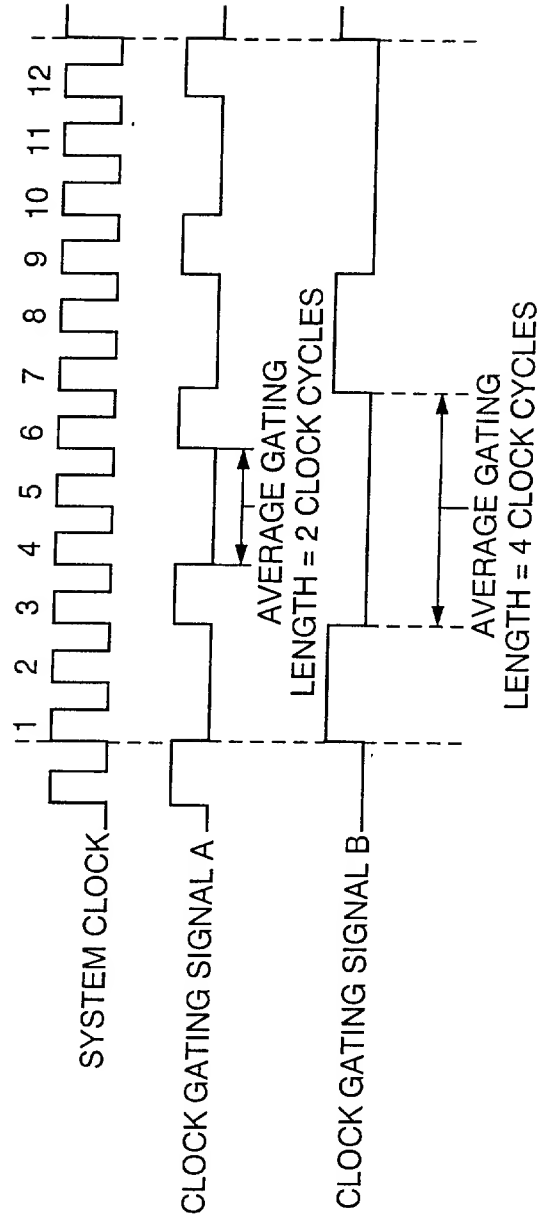 SYSTEM CLOCK
1 2 3 4 5 6 7 8 9 10 11 12
CLOCK GATING SIGNAL A
AVERAGE GATING
LENGTH = 2 CLOCK CYCLES
CLOCK GATING SIGNAL B
AVERAGE GATING
LENGTH = 4 CLOCK CYCLES